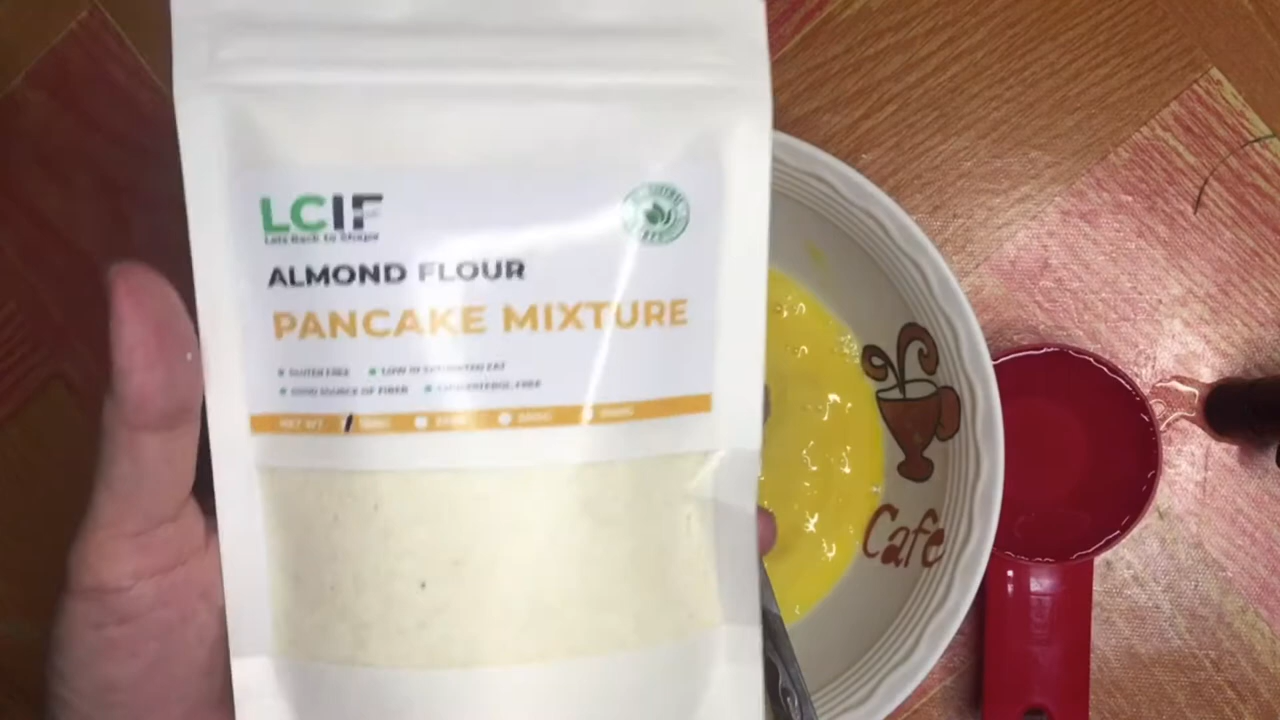 LCIF
Lets Back to Shape
ALMOND FLOUR
PANCAKE MIXTURE
GLUTEN FREE LOW IN SATURATED FAT
GOOD SOURCE OF FIBER CHOLESTEROL FREE
NET WT
Cafe